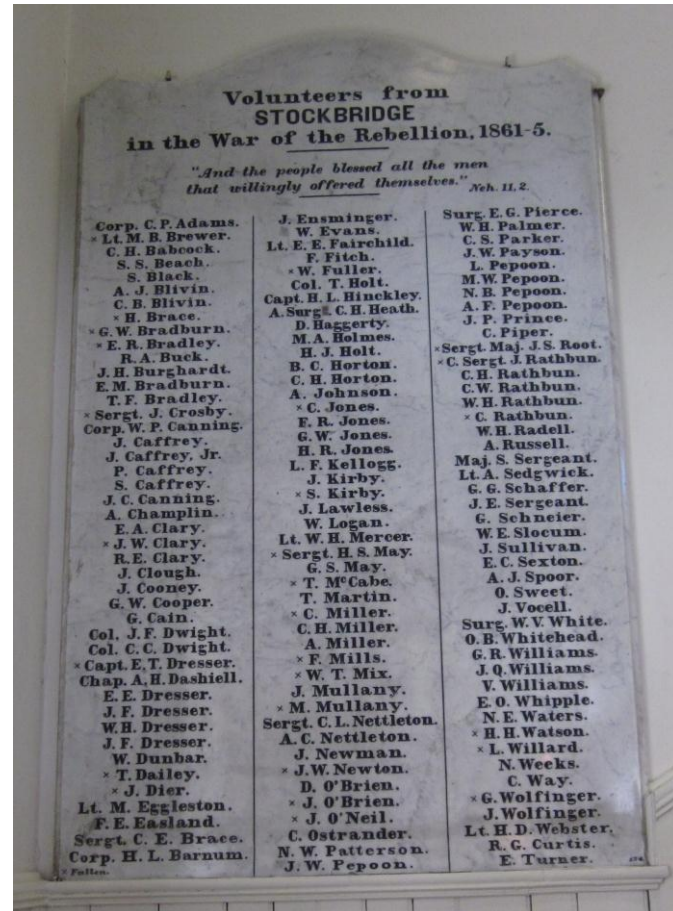 Volunteers from
STOCKBRIDGE
in the War of the Rebellion, 1861-5.
"And the people blessed all the men
that willingly offered themselves." Neh. 11, 2.
Corp. C. P. Adams.
× Lt. M. B. Brewer.
C. H. Babcock.
S. S. Beach.
S. Black.
A. J. Blivin.
C. B. Blivin.
× H. Brace.
× G. W. Bradburn.
× E. R. Bradley.
R. A. Buck.
J. H. Burghardt.
E. M. Bradburn.
T. F. Bradley.
× Sergt. J. Crosby.
Corp. W. P. Canning.
J. Caffrey.
J. Caffrey, Jr.
P. Caffrey.
S. Caffrey.
J. C. Canning.
A. Champlin.
E. A. Clary.
× J. W. Clary.
R. E. Clary.
J. Clough.
J. Cooney.
G. W. Cooper.
G. Cain.
Col. J. F. Dwight.
Col. C. C. Dwight.
× Capt. E. T. Dresser.
Chap. A. H. Dashiell.
E. E. Dresser.
J. F. Dresser.
W. H. Dresser.
J. F. Dresser.
W. Dunbar.
× T. Dailey.
× J. Dier.
Lt. M. Eggleston.
F. E. Easland.
Sergt. C. E. Brace.
Corp. H. L. Barnum.
× Fallen.
J. Ensminger.
W. Evans.
Lt. E. E. Fairchild.
F. Fitch.
× W. Fuller.
Col. T. Holt.
Capt. H. L. Hinckley.
A. Surg. C. H. Heath.
D. Haggerty.
M. A. Holmes.
H. J. Holt.
B. C. Horton.
C. H. Horton.
A. Johnson.
× C. Jones.
F. R. Jones.
G. W. Jones.
H. R. Jones.
L. F. Kellogg.
J. Kirby.
× S. Kirby.
J. Lawless.
W. Logan.
Lt. W. H. Mercer.
× Sergt. H. S. May.
G. S. May.
× T. McCabe.
T. Martin.
× C. Miller.
C. H. Miller.
A. Miller.
× F. Mills.
× W. T. Mix.
J. Mullany.
× M. Mullany.
Sergt. C. L. Nettleton.
A. C. Nettleton.
J. Newman.
× J. W. Newton.
D. O'Brien.
× J. O'Brien.
× J. O'Neil.
C. Ostrander.
N. W. Patterson.
J. W. Pepoon.
Surg. E. G. Pierce.
W. H. Palmer.
C. S. Parker.
J. W. Payson.
L. Pepoon.
M. W. Pepoon.
N. B. Pepoon.
A. F. Pepoon.
J. P. Prince.
C. Piper.
× Sergt. Maj. J. S. Root.
× C. Sergt. J. Rathbun.
C. H. Rathbun.
C. W. Rathbun.
W. H. Rathbun.
× C. Rathbun.
W. H. Radell.
A. Russell.
Maj. S. Sergeant.
Lt. A. Sedgwick.
G. G. Schaffer.
J. E. Sergeant.
G. Schneier.
W. E. Slocum.
J. Sullivan.
E. C. Sexton.
A. J. Spoor.
O. Sweet.
J. Vocell.
Surg. W. V. White.
O. B. Whitehead.
G. R. Williams.
J. Q. Williams.
V. Williams.
E. O. Whipple.
N. E. Waters.
× H. H. Watson.
× L. Willard.
N. Weeks.
C. Way.
× G. Wolfinger.
J. Wolfinger.
Lt. H. D. Webster.
R. G. Curtis.
E. Turner.